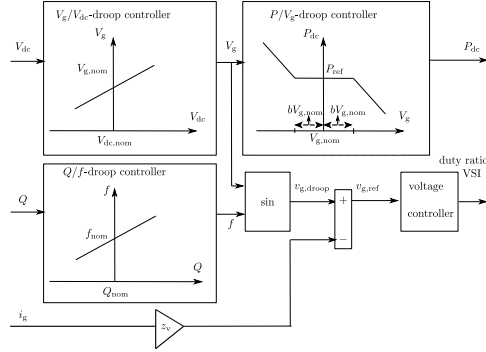 V_g/V_dc-droop controller
V_g
V_g,nom
V_dc
V_dc,nom
V_dc
V_g
P/V_g-droop controller
P_dc
P_ref
bV_g,nom bV_g,nom
V_g
V_g,nom
P_dc
Q/f-droop controller
f
f_nom
Q
Q_nom
Q
f
sin
v_g,droop
+
−
v_g,ref
voltage
controller
duty ratio
VSI
i_g
z_v